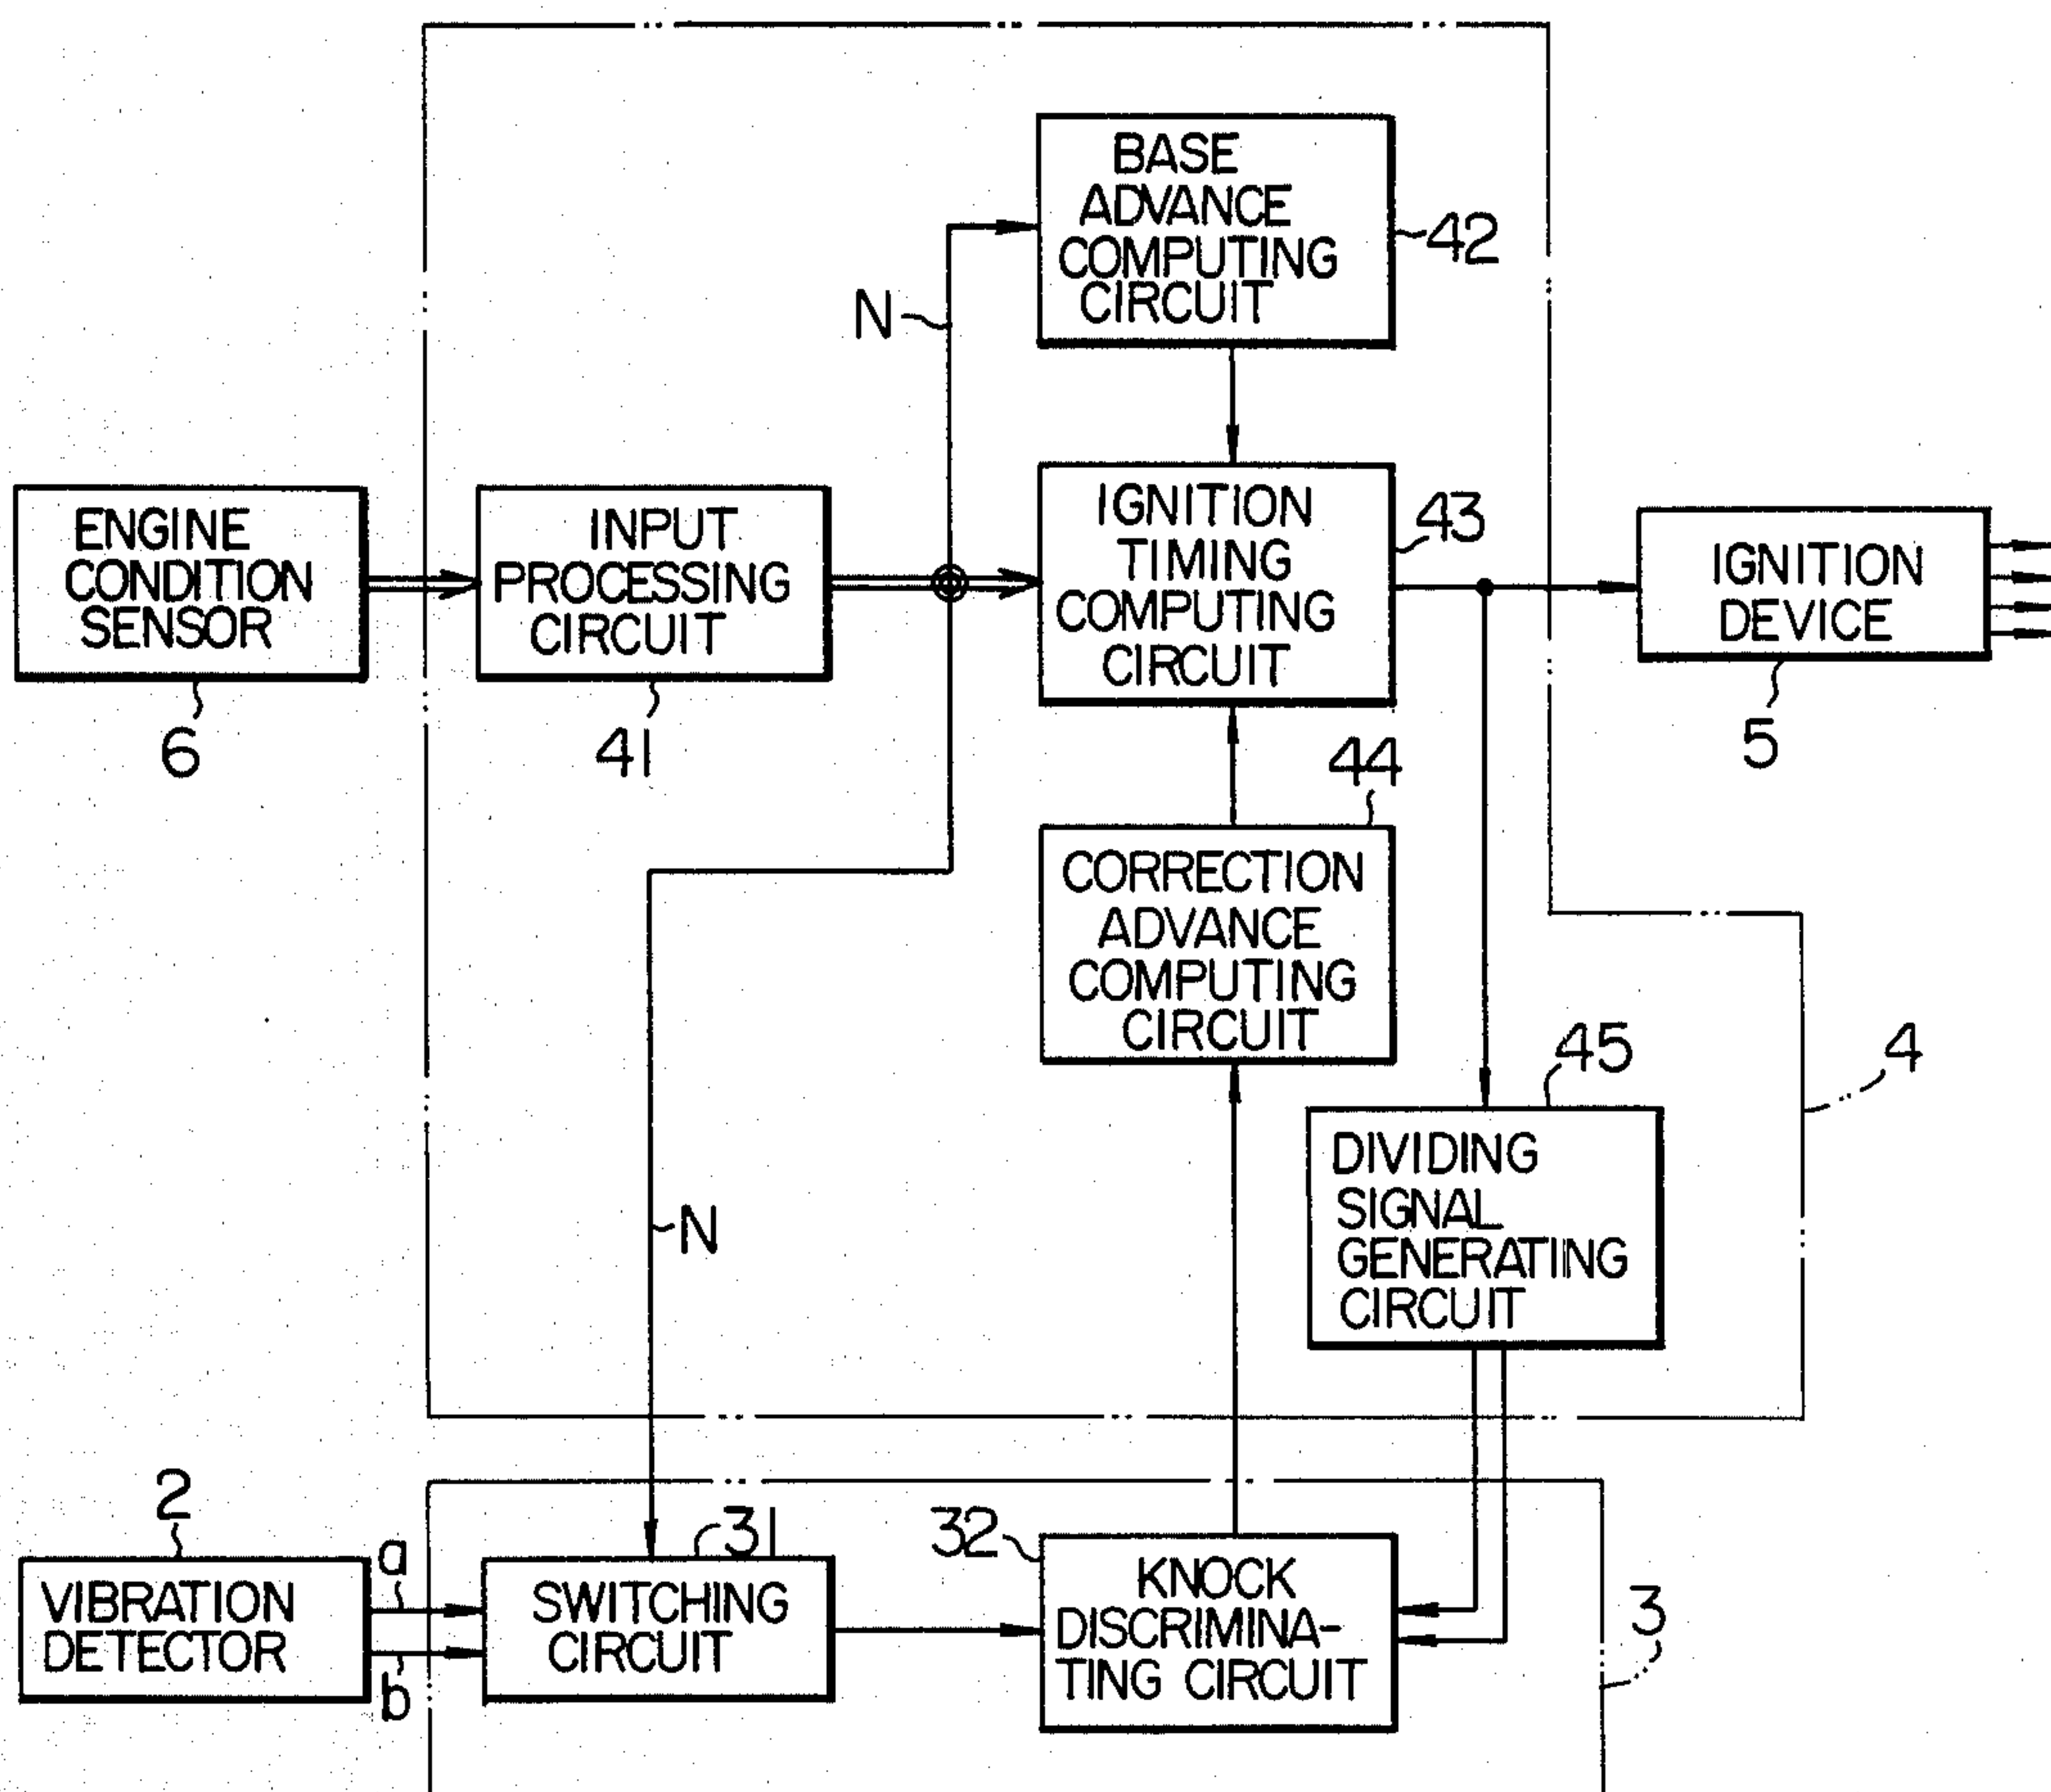 BASE
ADVANCE
COMPUTING
CIRCUIT
42
N
ENGINE
CONDITION
SENSOR
6
INPUT
PROCESSING
CIRCUIT
41
IGNITION
TIMING
COMPUTING
CIRCUIT
43
IGNITION
DEVICE
5
44
CORRECTION
ADVANCE
COMPUTING
CIRCUIT
45
DIVIDING
SIGNAL
GENERATING
CIRCUIT
4
N
2
VIBRATION
DETECTOR
a
b
31
SWITCHING
CIRCUIT
32
KNOCK
DISCRIMINA-
TING CIRCUIT
3